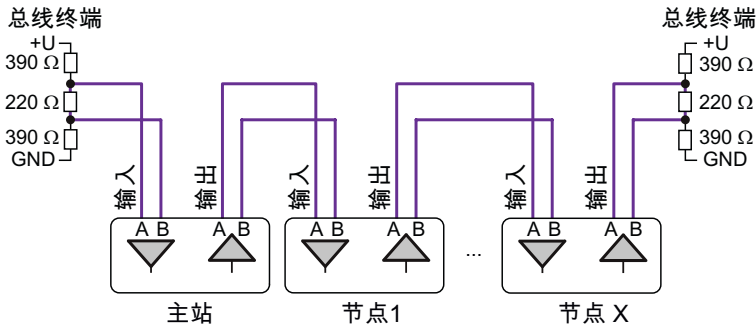 总线终端
总线终端
+U
390 Ω
220 Ω
390 Ω
GND
+U
390 Ω
220 Ω
390 Ω
GND
输入
输出
输入
输出
输入
输出
A B
A B
A B
A B
A B
A B
...
主站
节点1
节点 X